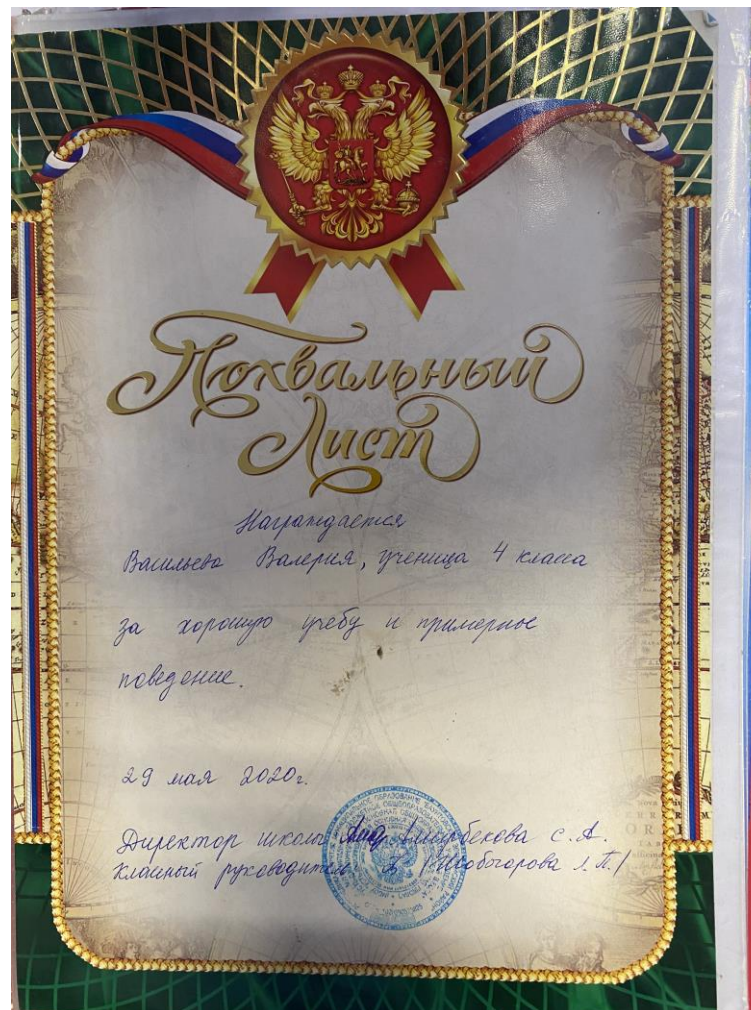 Похвальный
Лист
Награждается
Васильева Валерия, ученица 4 класса
за хорошую учебу и примерное
поведение.
29 мая 2020г.
Директор школы С. А.
Классный руководитель Л. П./